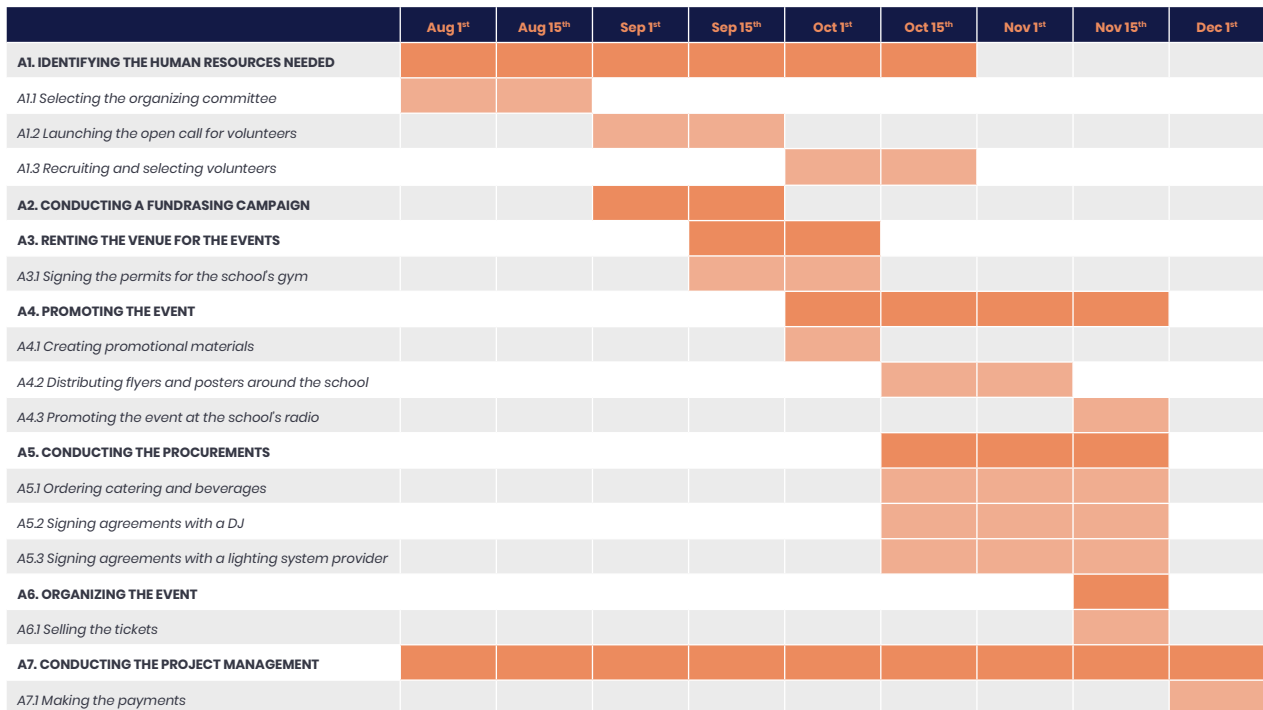 Aug 1st Aug 15th Sep 1st Sep 15th Oct 1st Oct 15th Nov 1st Nov 15th Dec 1st
A1. IDENTIFYING THE HUMAN RESOURCES NEEDED
A1.1 Selecting the organizing committee
A1.2 Launching the open call for volunteers
A1.3 Recruiting and selecting volunteers
A2. CONDUCTING A FUNDRASING CAMPAIGN
A3. RENTING THE VENUE FOR THE EVENTS
A3.1 Signing the permits for the school's gym
A4. PROMOTING THE EVENT
A4.1 Creating promotional materials
A4.2 Distributing flyers and posters around the school
A4.3 Promoting the event at the school's radio
A5. CONDUCTING THE PROCUREMENTS
A5.1 Ordering catering and beverages
A5.2 Signing agreements with a DJ
A5.3 Signing agreements with a lighting system provider
A6. ORGANIZING THE EVENT
A6.1 Selling the tickets
A7. CONDUCTING THE PROJECT MANAGEMENT
A7.1 Making the payments